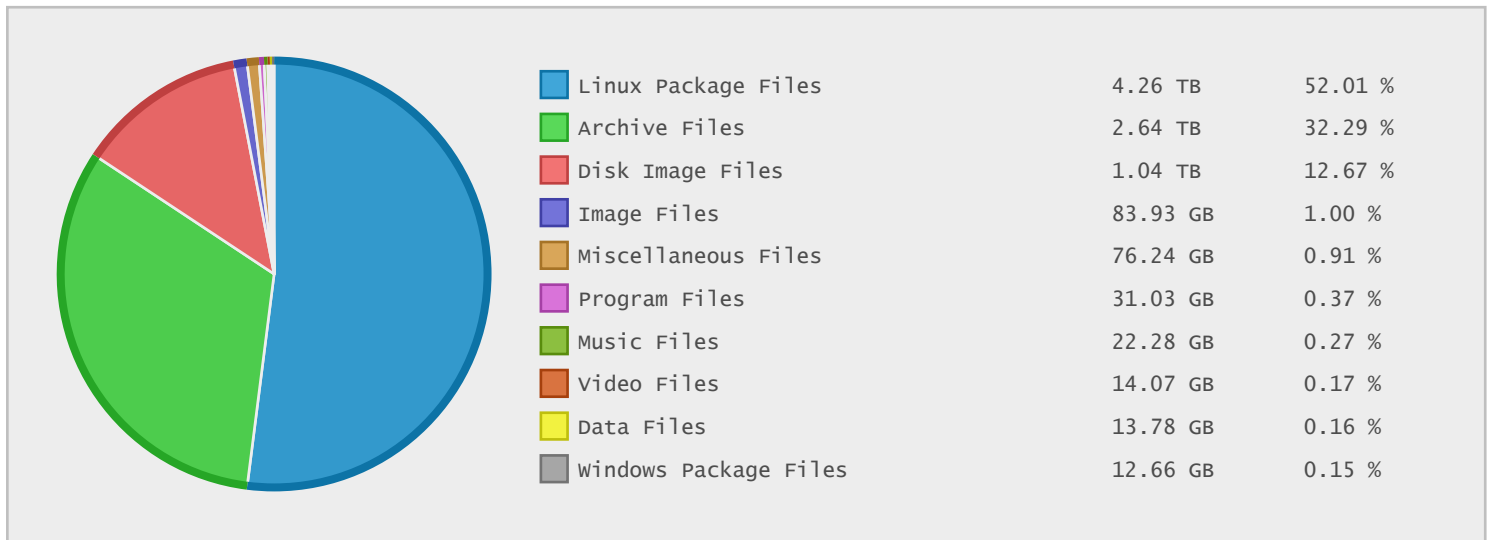 Linux Package Files 4.26 TB 52.01 %
Archive Files 2.64 TB 32.29 %
Disk Image Files 1.04 TB 12.67 %
Image Files 83.93 GB 1.00 %
Miscellaneous Files 76.24 GB 0.91 %
Program Files 31.03 GB 0.37 %
Music Files 22.28 GB 0.27 %
Video Files 14.07 GB 0.17 %
Data Files 13.78 GB 0.16 %
Windows Package Files 12.66 GB 0.15 %